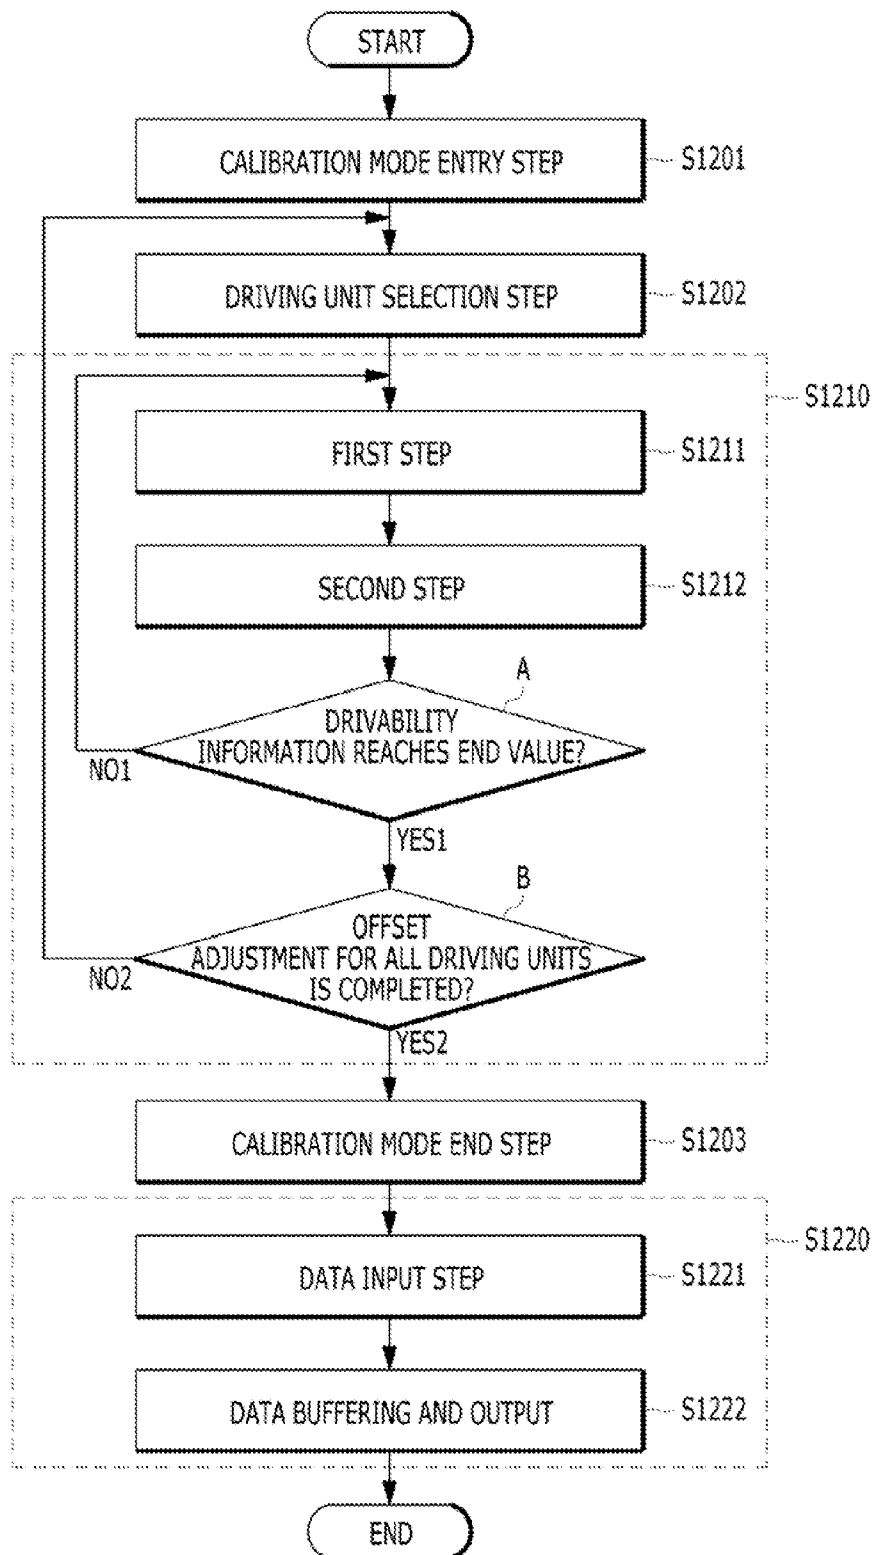 START
CALIBRATION MODE ENTRY STEP
S1201
DRIVING UNIT SELECTION STEP
S1202
S1210
FIRST STEP
S1211
SECOND STEP
S1212
A
DRIVABILITY
INFORMATION REACHES END VALUE?
NO1
YES1
B
OFFSET
ADJUSTMENT FOR ALL DRIVING UNITS
IS COMPLETED?
NO2
YES2
CALIBRATION MODE END STEP
S1203
S1220
DATA INPUT STEP
S1221
DATA BUFFERING AND OUTPUT
S1222
END